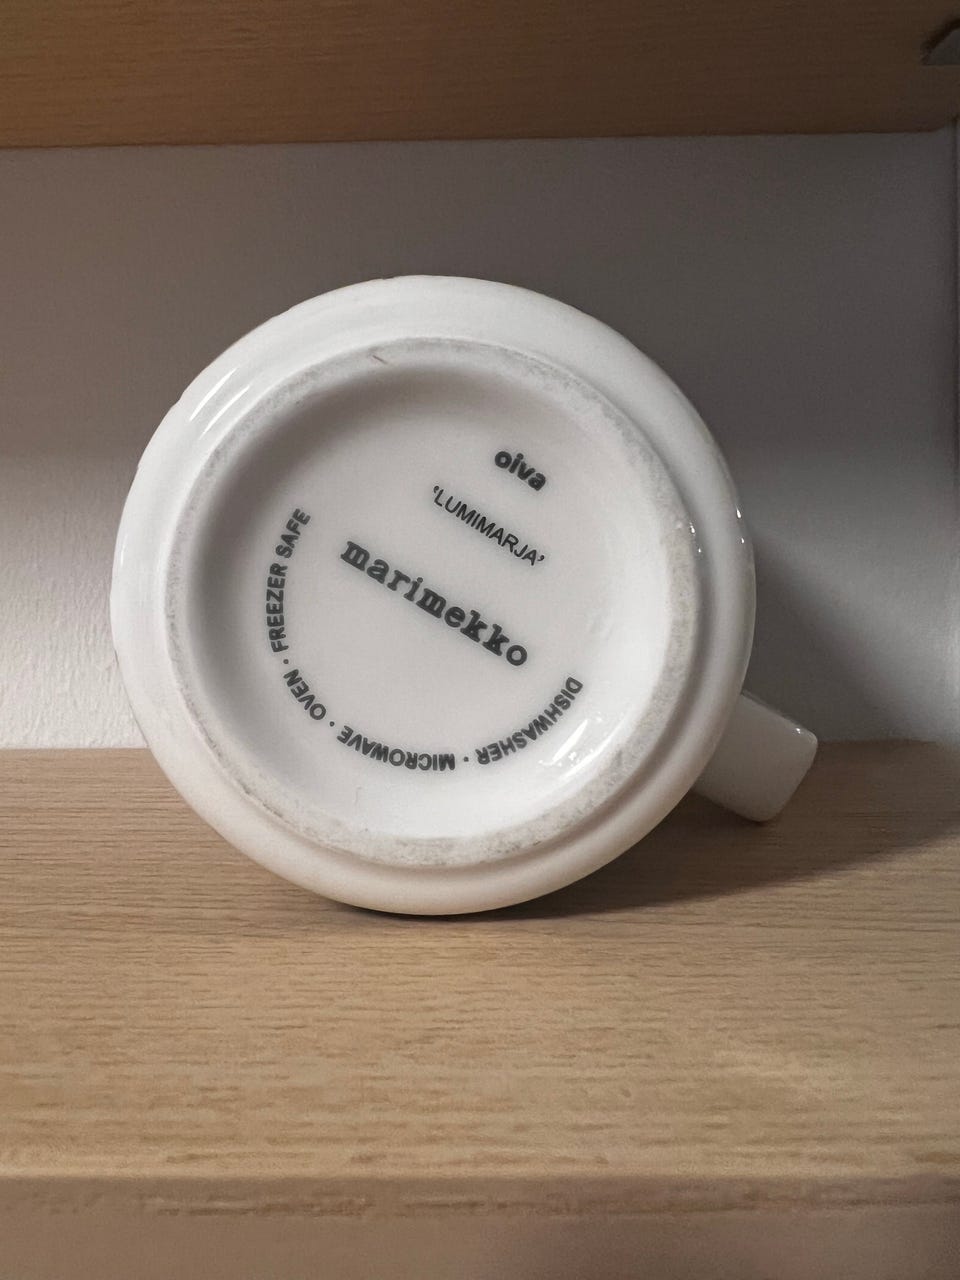 oiva
'LUMIMARJA'
marimekko
DISHWASHER · MICROWAVE · OVEN · FREEZER SAFE